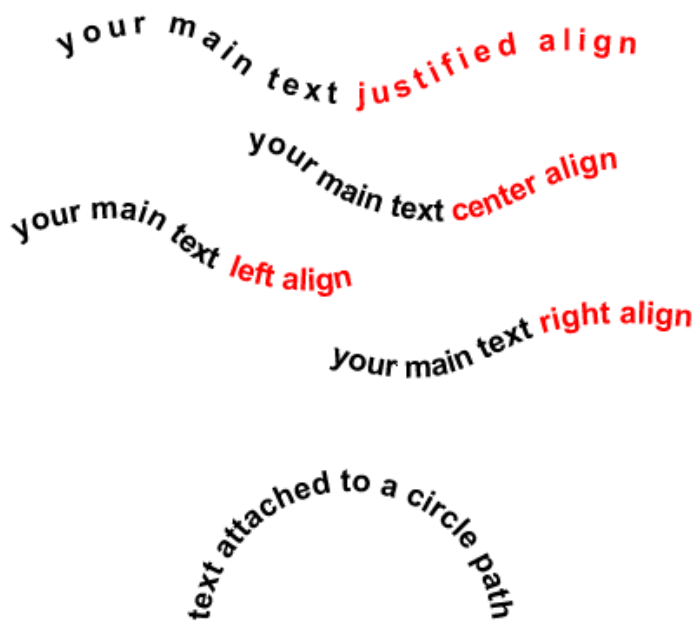 your main text justified align
your main text center align
your main text left align
your main text right align
text attached to a circle path